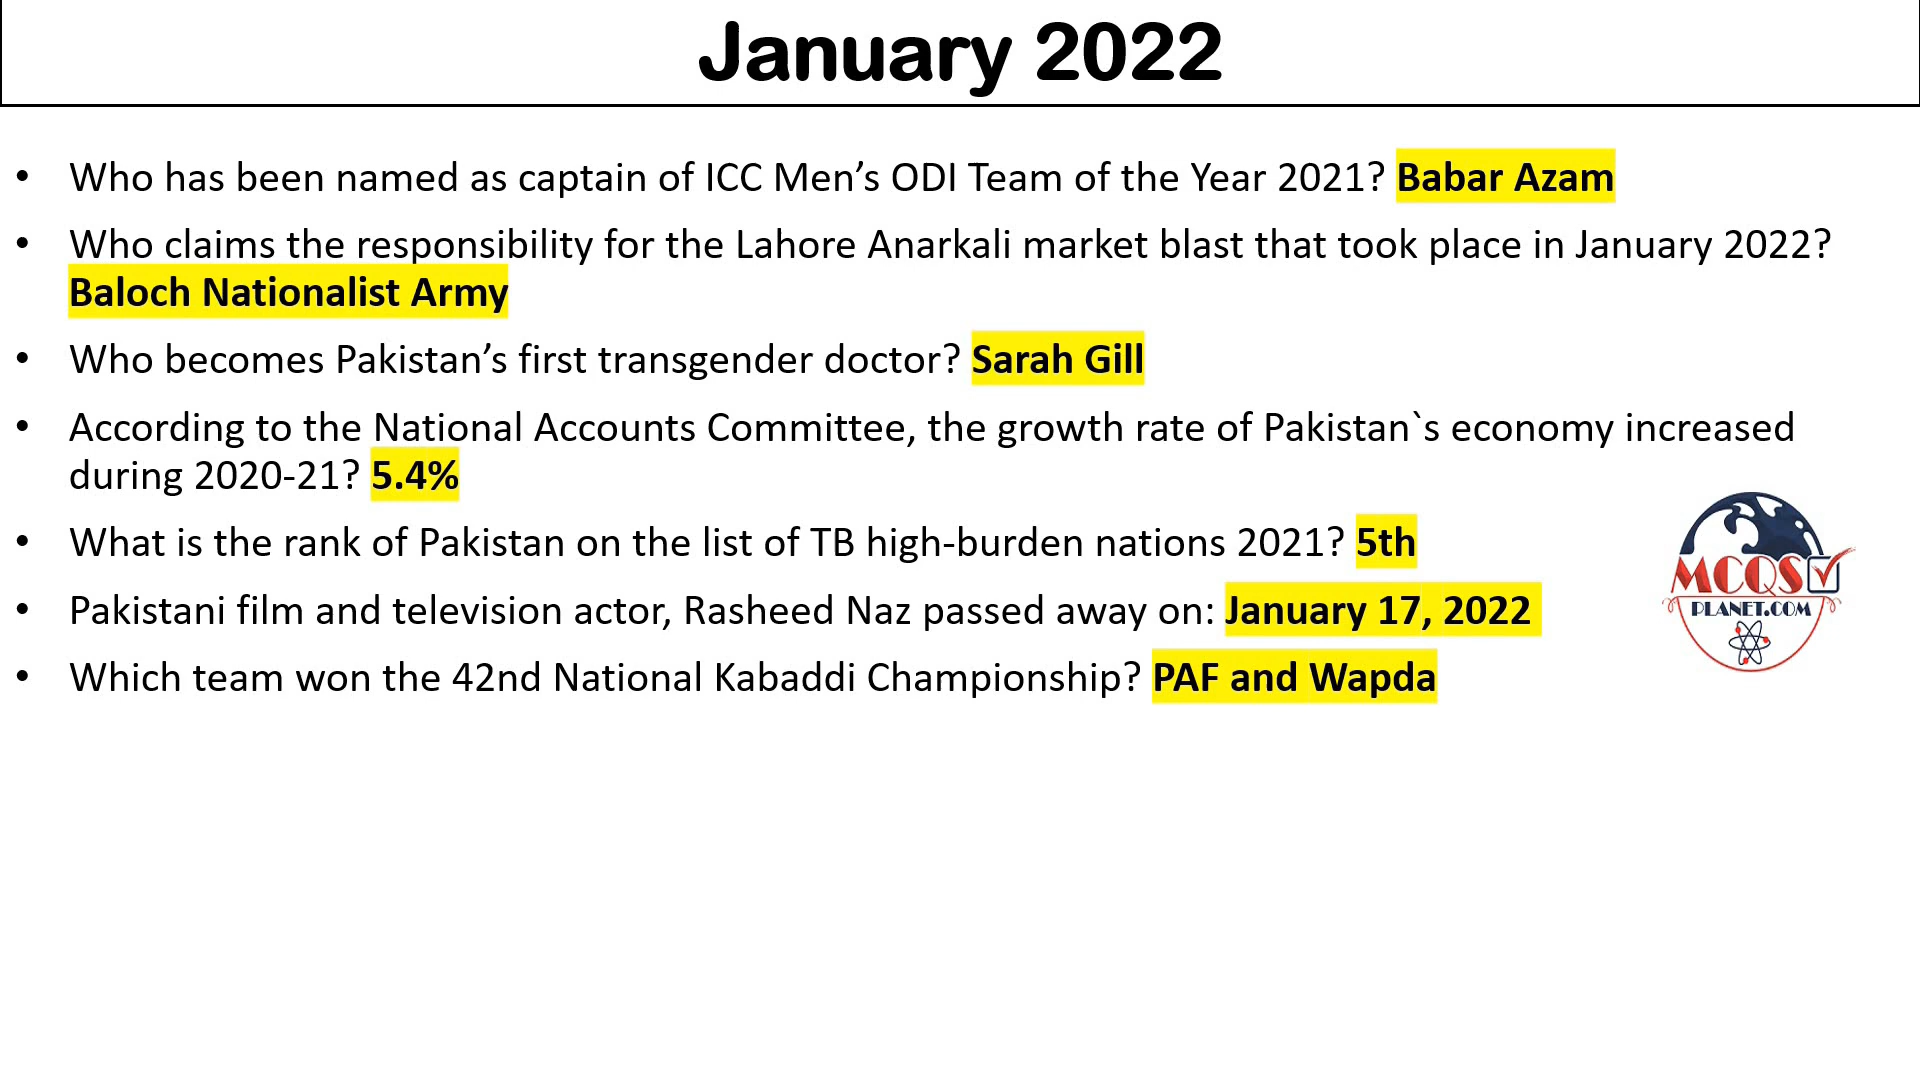 January 2022
• Who has been named as captain of ICC Men’s ODI Team of the Year 2021? Babar Azam
• Who claims the responsibility for the Lahore Anarkali market blast that took place in January 2022?
Baloch Nationalist Army
• Who becomes Pakistan’s first transgender doctor? Sarah Gill
• According to the National Accounts Committee, the growth rate of Pakistan`s economy increased
during 2020-21? 5.4%
• What is the rank of Pakistan on the list of TB high-burden nations 2021? 5th
• Pakistani film and television actor, Rasheed Naz passed away on: January 17, 2022
• Which team won the 42nd National Kabaddi Championship? PAF and Wapda
MCQS
PLANET.COM